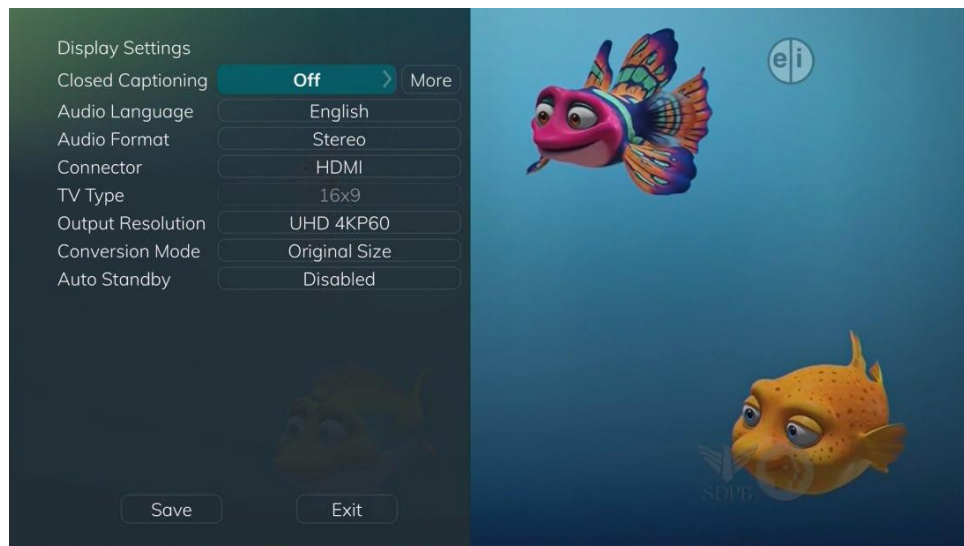 Display Settings
Closed Captioning Off More
Audio Language English
Audio Format Stereo
Connector HDMI
TV Type 16x9
Output Resolution UHD 4KP60
Conversion Mode Original Size
Auto Standby Disabled
Save Exit
e i
SDPB